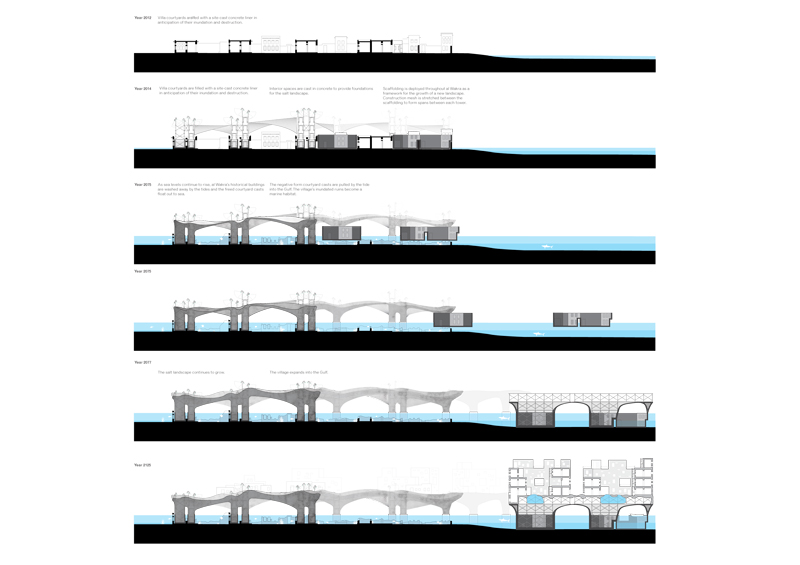 Year 2013
Villa courtyards are filled with a site-cast concrete liner in
anticipation of their inundation and destruction.
Year 2014
Villa courtyards are filled with a site-cast concrete liner
in anticipation of their inundation and destruction.
Interior spaces are cast in concrete to provide foundations
for the salt landscape.
Scaffolding is deployed throughout al Wakra as a
framework for the growth of a new landscape.
Construction mesh is stretched between the
scaffolding to form spans between each tower.
Year 2015
As sea levels continue to rise, al Wakra's historical buildings
are washed away by the tides and the freed courtyard casts
float out to sea.
The negative-form courtyard casts are pulled by the tide
into the Gulf. The village's inundated ruins become a
marine habitat.
Year 2015
Year 2017
The salt landscape continues to grow.
The village expands into the Gulf.
Year 2120